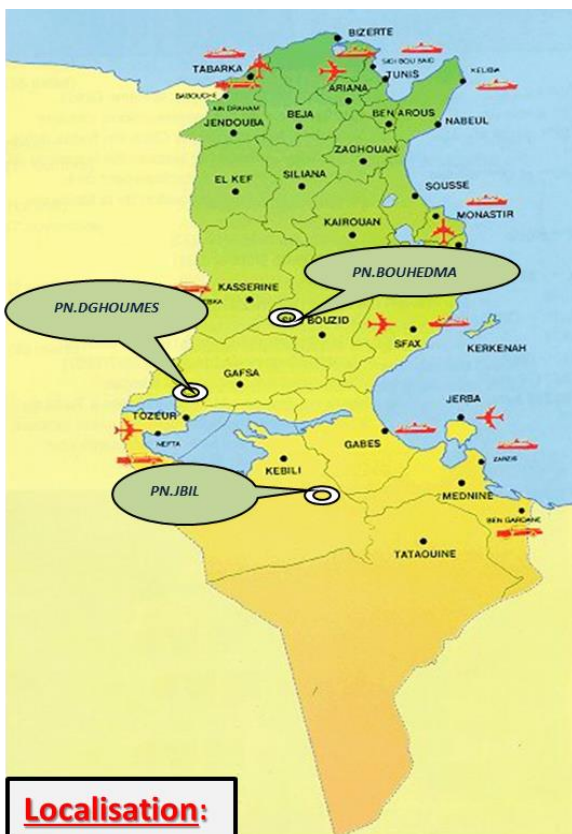 BIZERTE
TABARKA
SIDI BOU SAID
TUNIS
KELIBIA
BABOUCHE
ARIANA
AIN DRAHAM
JENDOUBA
BEJA
BEN AROUS
NABEUL
ZAGHOUAN
EL KEF
SILIANA
SOUSSE
KAIROUAN
MONASTIR
PN.BOUHEDMA
KASSERINE
PN.DGHOUMES
BOUZID
SFAX
KERKENAH
GAFSA
TOZEUR
JERBA
NEFTA
GABES
KEBILI
ZARZIS
PN.JBIL
MEDNINE
BEN GARDANE
TATAOUINE
Localisation: